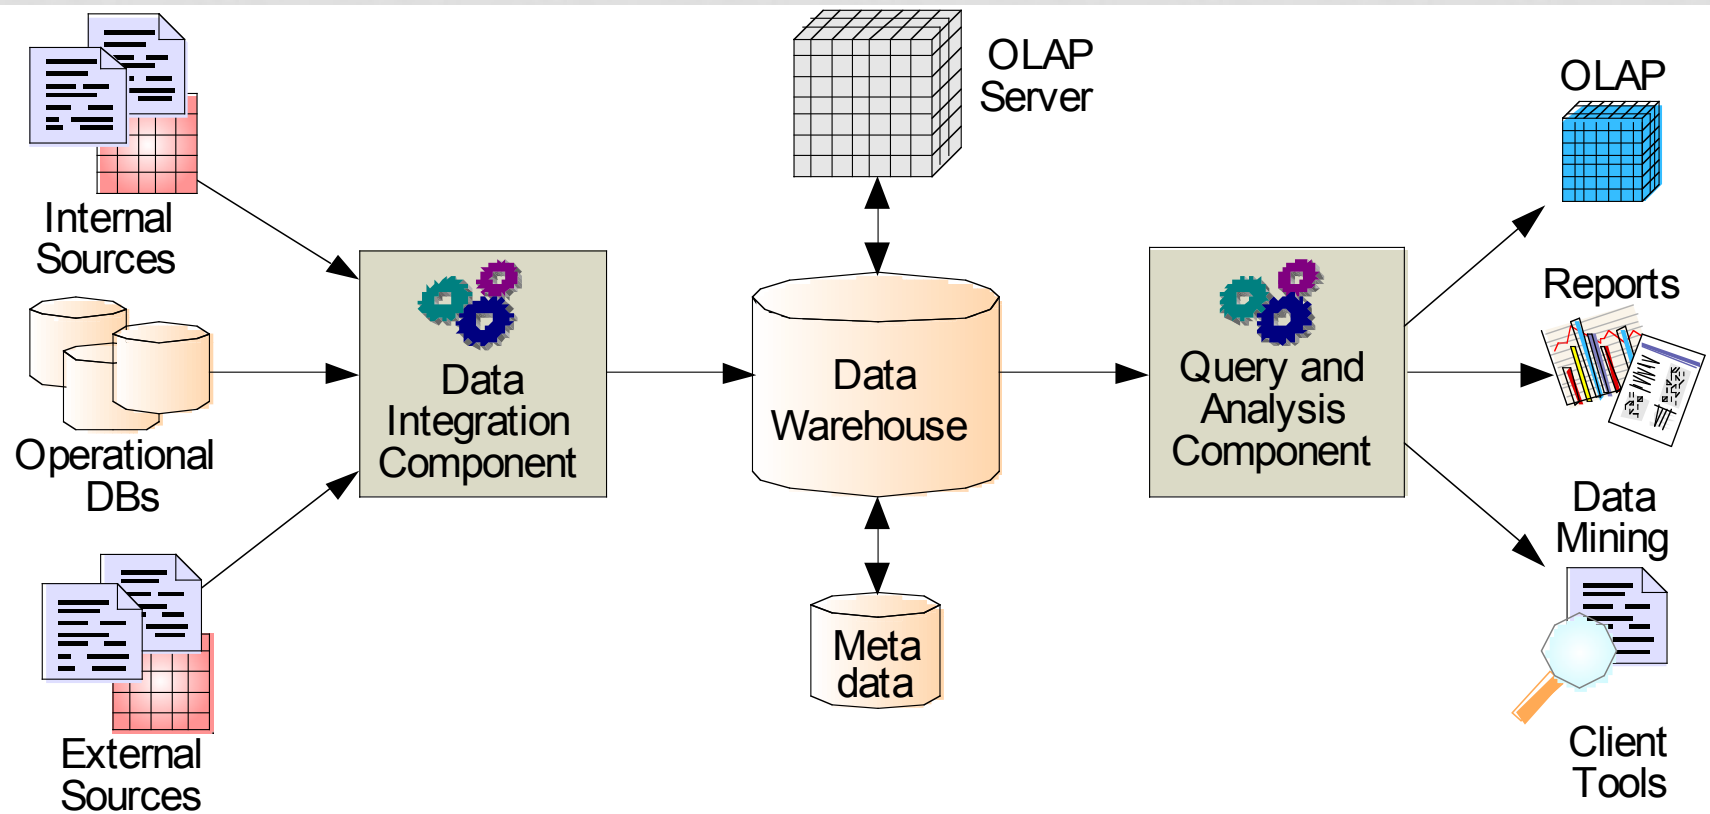 Internal
Sources
Operational
DBs
External
Sources
Data
Integration
Component
OLAP
Server
Data
Warehouse
Meta
data
Query and
Analysis
Component
OLAP
Reports
Data
Mining
Client
Tools